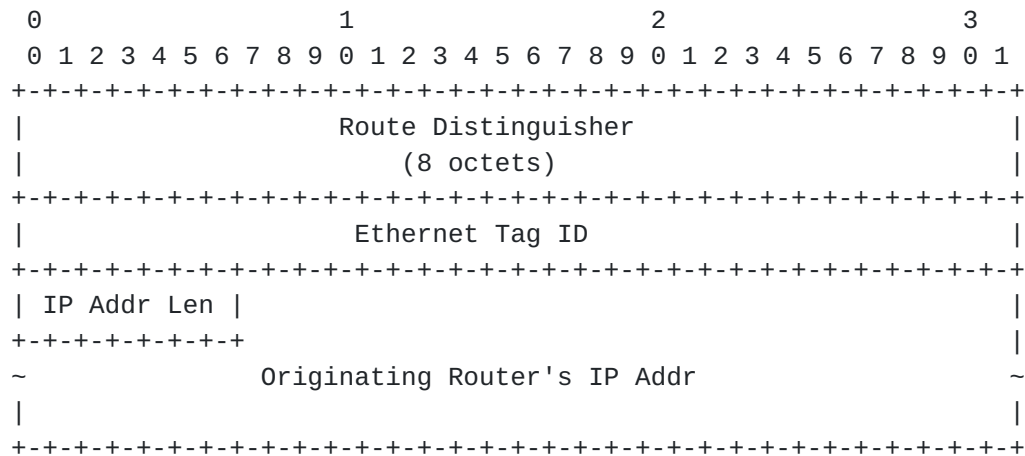 0                   1                   2                   3
 0 1 2 3 4 5 6 7 8 9 0 1 2 3 4 5 6 7 8 9 0 1 2 3 4 5 6 7 8 9 0 1
+-+-+-+-+-+-+-+-+-+-+-+-+-+-+-+-+-+-+-+-+-+-+-+-+-+-+-+-+-+-+-+-+
|                    Route Distinguisher                        |
|                        (8 octets)                             |
+-+-+-+-+-+-+-+-+-+-+-+-+-+-+-+-+-+-+-+-+-+-+-+-+-+-+-+-+-+-+-+-+
|                     Ethernet Tag ID                           |
+-+-+-+-+-+-+-+-+-+-+-+-+-+-+-+-+-+-+-+-+-+-+-+-+-+-+-+-+-+-+-+-+
| IP Addr Len |                                                 |
+-+-+-+-+-+-+-+                                                 |
~               Originating Router's IP Addr                    ~
|                                                               |
+-+-+-+-+-+-+-+-+-+-+-+-+-+-+-+-+-+-+-+-+-+-+-+-+-+-+-+-+-+-+-+-+